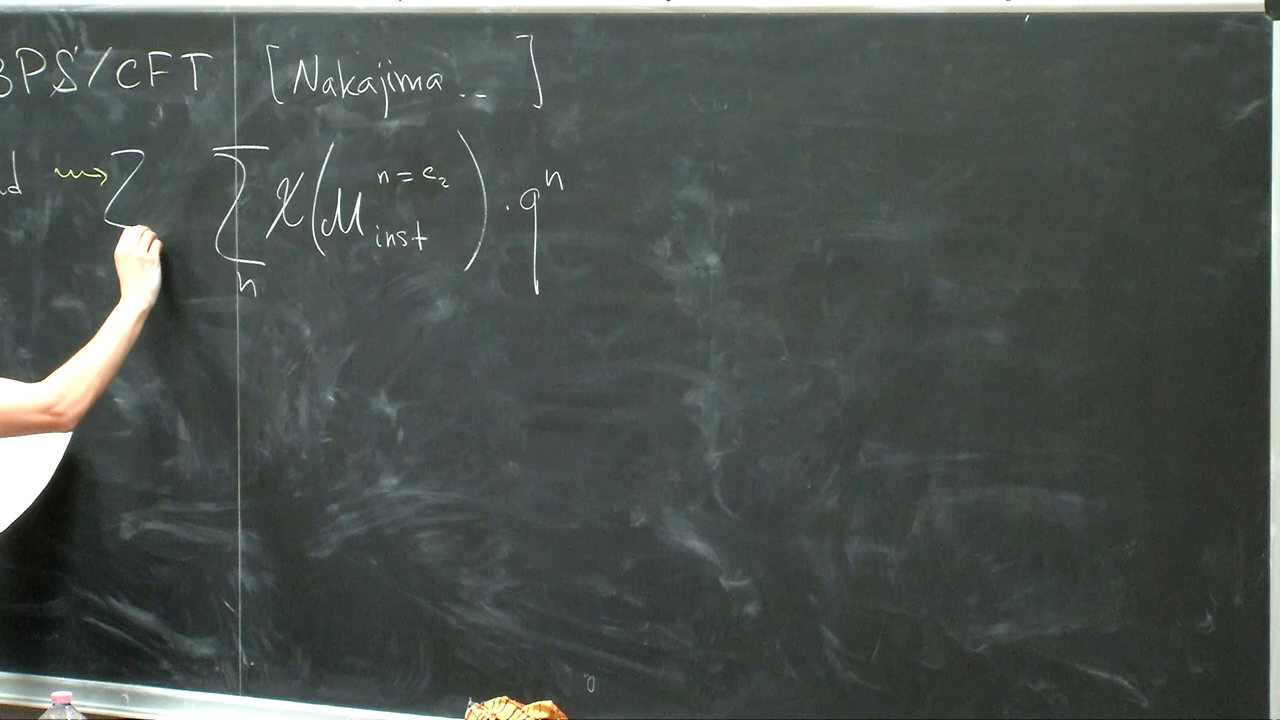 BPS/CFT [Nakajima .. ]
d ⇝ Σ Σ χ(M^{n=c₂}_{inst}) · q^n
n